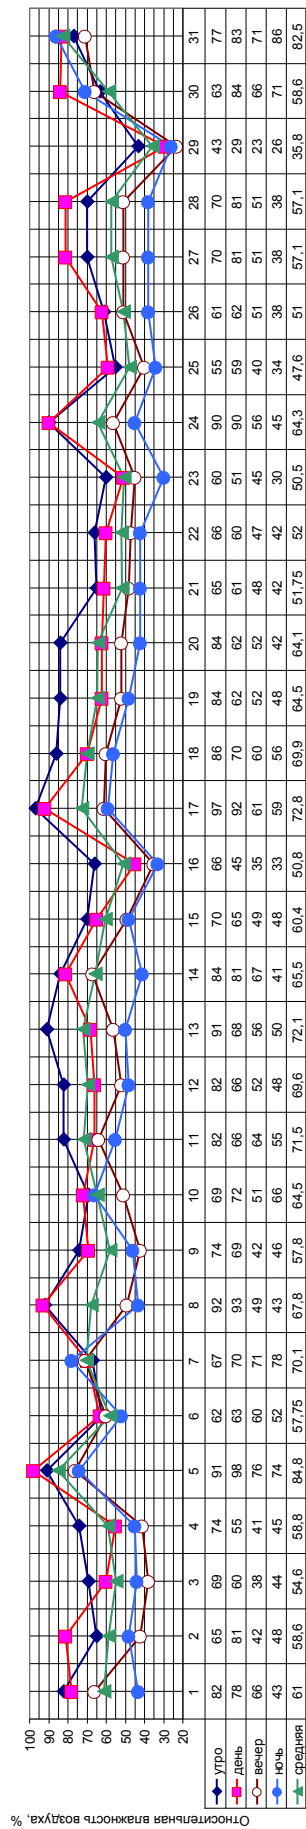 Относительная влажность воздуха, %
100
90
80
70
60
50
40
30
20
1 2 3 4 5 6 7 8 9 10 11 12 13 14 15 16 17 18 19 20 21 22 23 24 25 26 27 28 29 30 31
утро 82 65 69 74 91 62 67 92 74 69 82 82 91 84 70 66 97 86 84 84 65 66 60 90 55 61 70 70 43 63 77
день 78 81 60 55 98 63 70 93 69 72 66 66 68 81 65 45 92 70 62 62 61 60 51 90 59 62 81 81 29 84 83
вечер 66 42 38 41 76 60 71 49 42 51 64 52 56 67 49 35 61 60 52 52 48 47 45 56 40 51 51 51 23 66 71
ночь 43 48 44 45 74 52 78 43 46 66 55 48 50 41 48 33 59 56 48 42 42 42 30 45 34 38 38 38 26 71 86
средняя 61 58,6 54,6 58,8 84,8 57,75 70,1 67,8 57,8 64,5 71,5 69,6 72,1 65,5 60,4 50,8 72,8 69,9 64,5 64,1 51,75 52 50,5 64,3 47,6 51 57,1 57,1 35,8 58,6 82,5